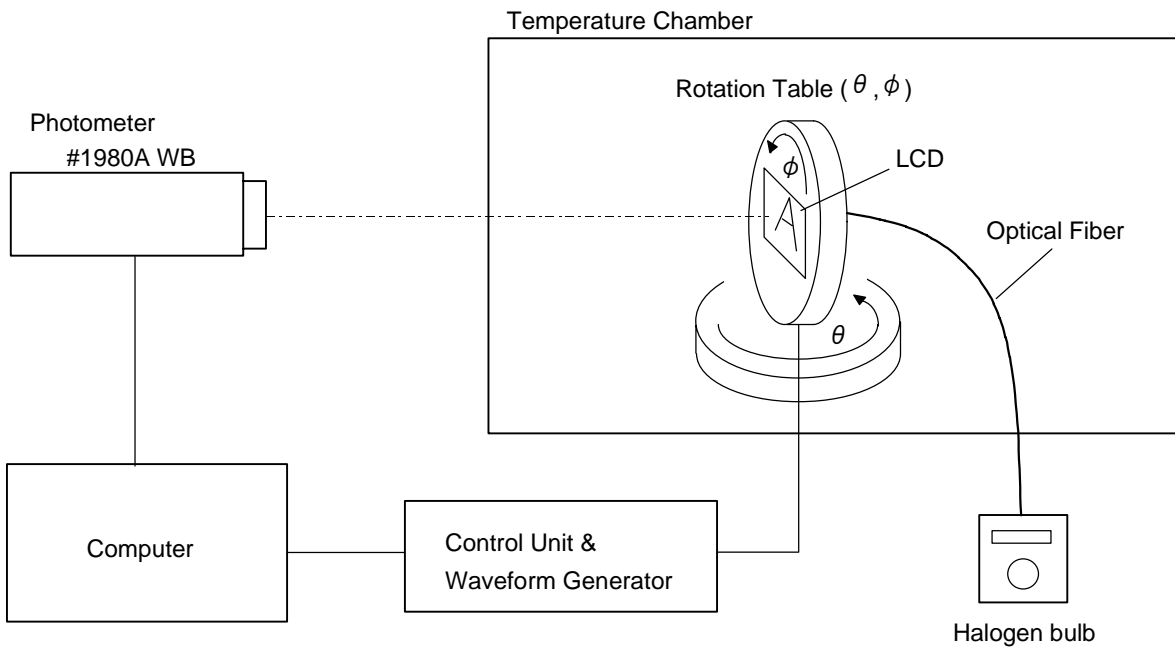 Temperature Chamber
Rotation Table ( θ , φ )
Photometer
#1980A WB
φ
LCD
A
Optical Fiber
θ
Computer
Control Unit &
Waveform Generator
Halogen bulb